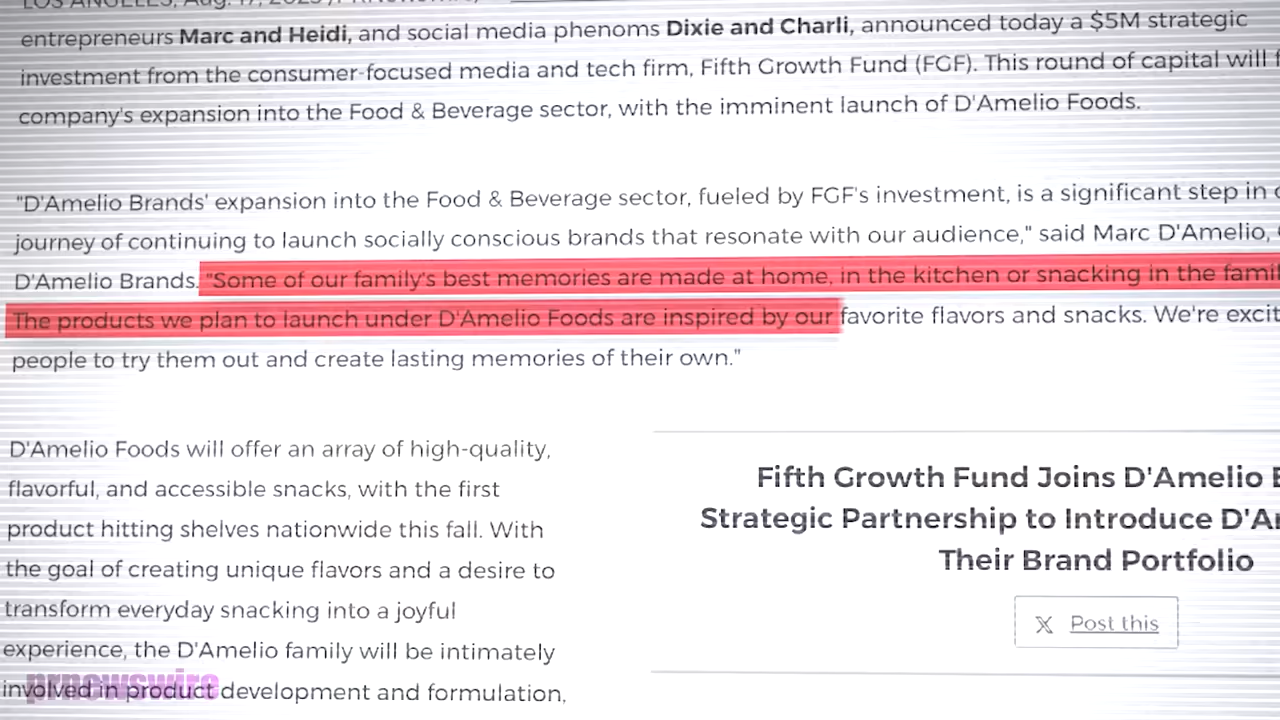 LOS ANGELES, Aug. 17, 2023 /PRNewswire/
entrepreneurs Marc and Heidi, and social media phenoms Dixie and Charli, announced today a $5M strategic
investment from the consumer-focused media and tech firm, Fifth Growth Fund (FGF). This round of capital will
company's expansion into the Food & Beverage sector, with the imminent launch of D'Amelio Foods.
"D'Amelio Brands' expansion into the Food & Beverage sector, fueled by FGF's investment, is a significant step in
journey of continuing to launch socially conscious brands that resonate with our audience," said Marc D'Amelio,
D'Amelio Brands. "Some of our family's best memories are made at home, in the kitchen or snacking in the
The products we plan to launch under D'Amelio Foods are inspired by our favorite flavors and snacks. We're
people to try them out and create lasting memories of their own."
D'Amelio Foods will offer an array of high-quality,
flavorful, and accessible snacks, with the first
product hitting shelves nationwide this fall. With
the goal of creating unique flavors and a desire to
transform everyday snacking into a joyful
experience, the D'Amelio family will be intimately
involved in product development and formulation,
Fifth Growth Fund Joins D'Amelio
Strategic Partnership to Introduce
Their Brand Portfolio
X Post this
prnewswire